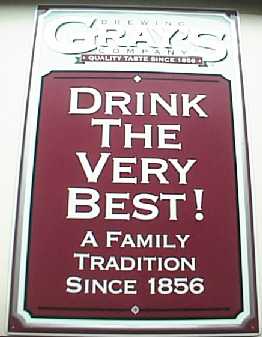 BREWING
GRAY'S
COMPANY
QUALITY TASTE SINCE 1856
DRINK
THE
VERY
BEST!
A FAMILY
TRADITION
SINCE 1856